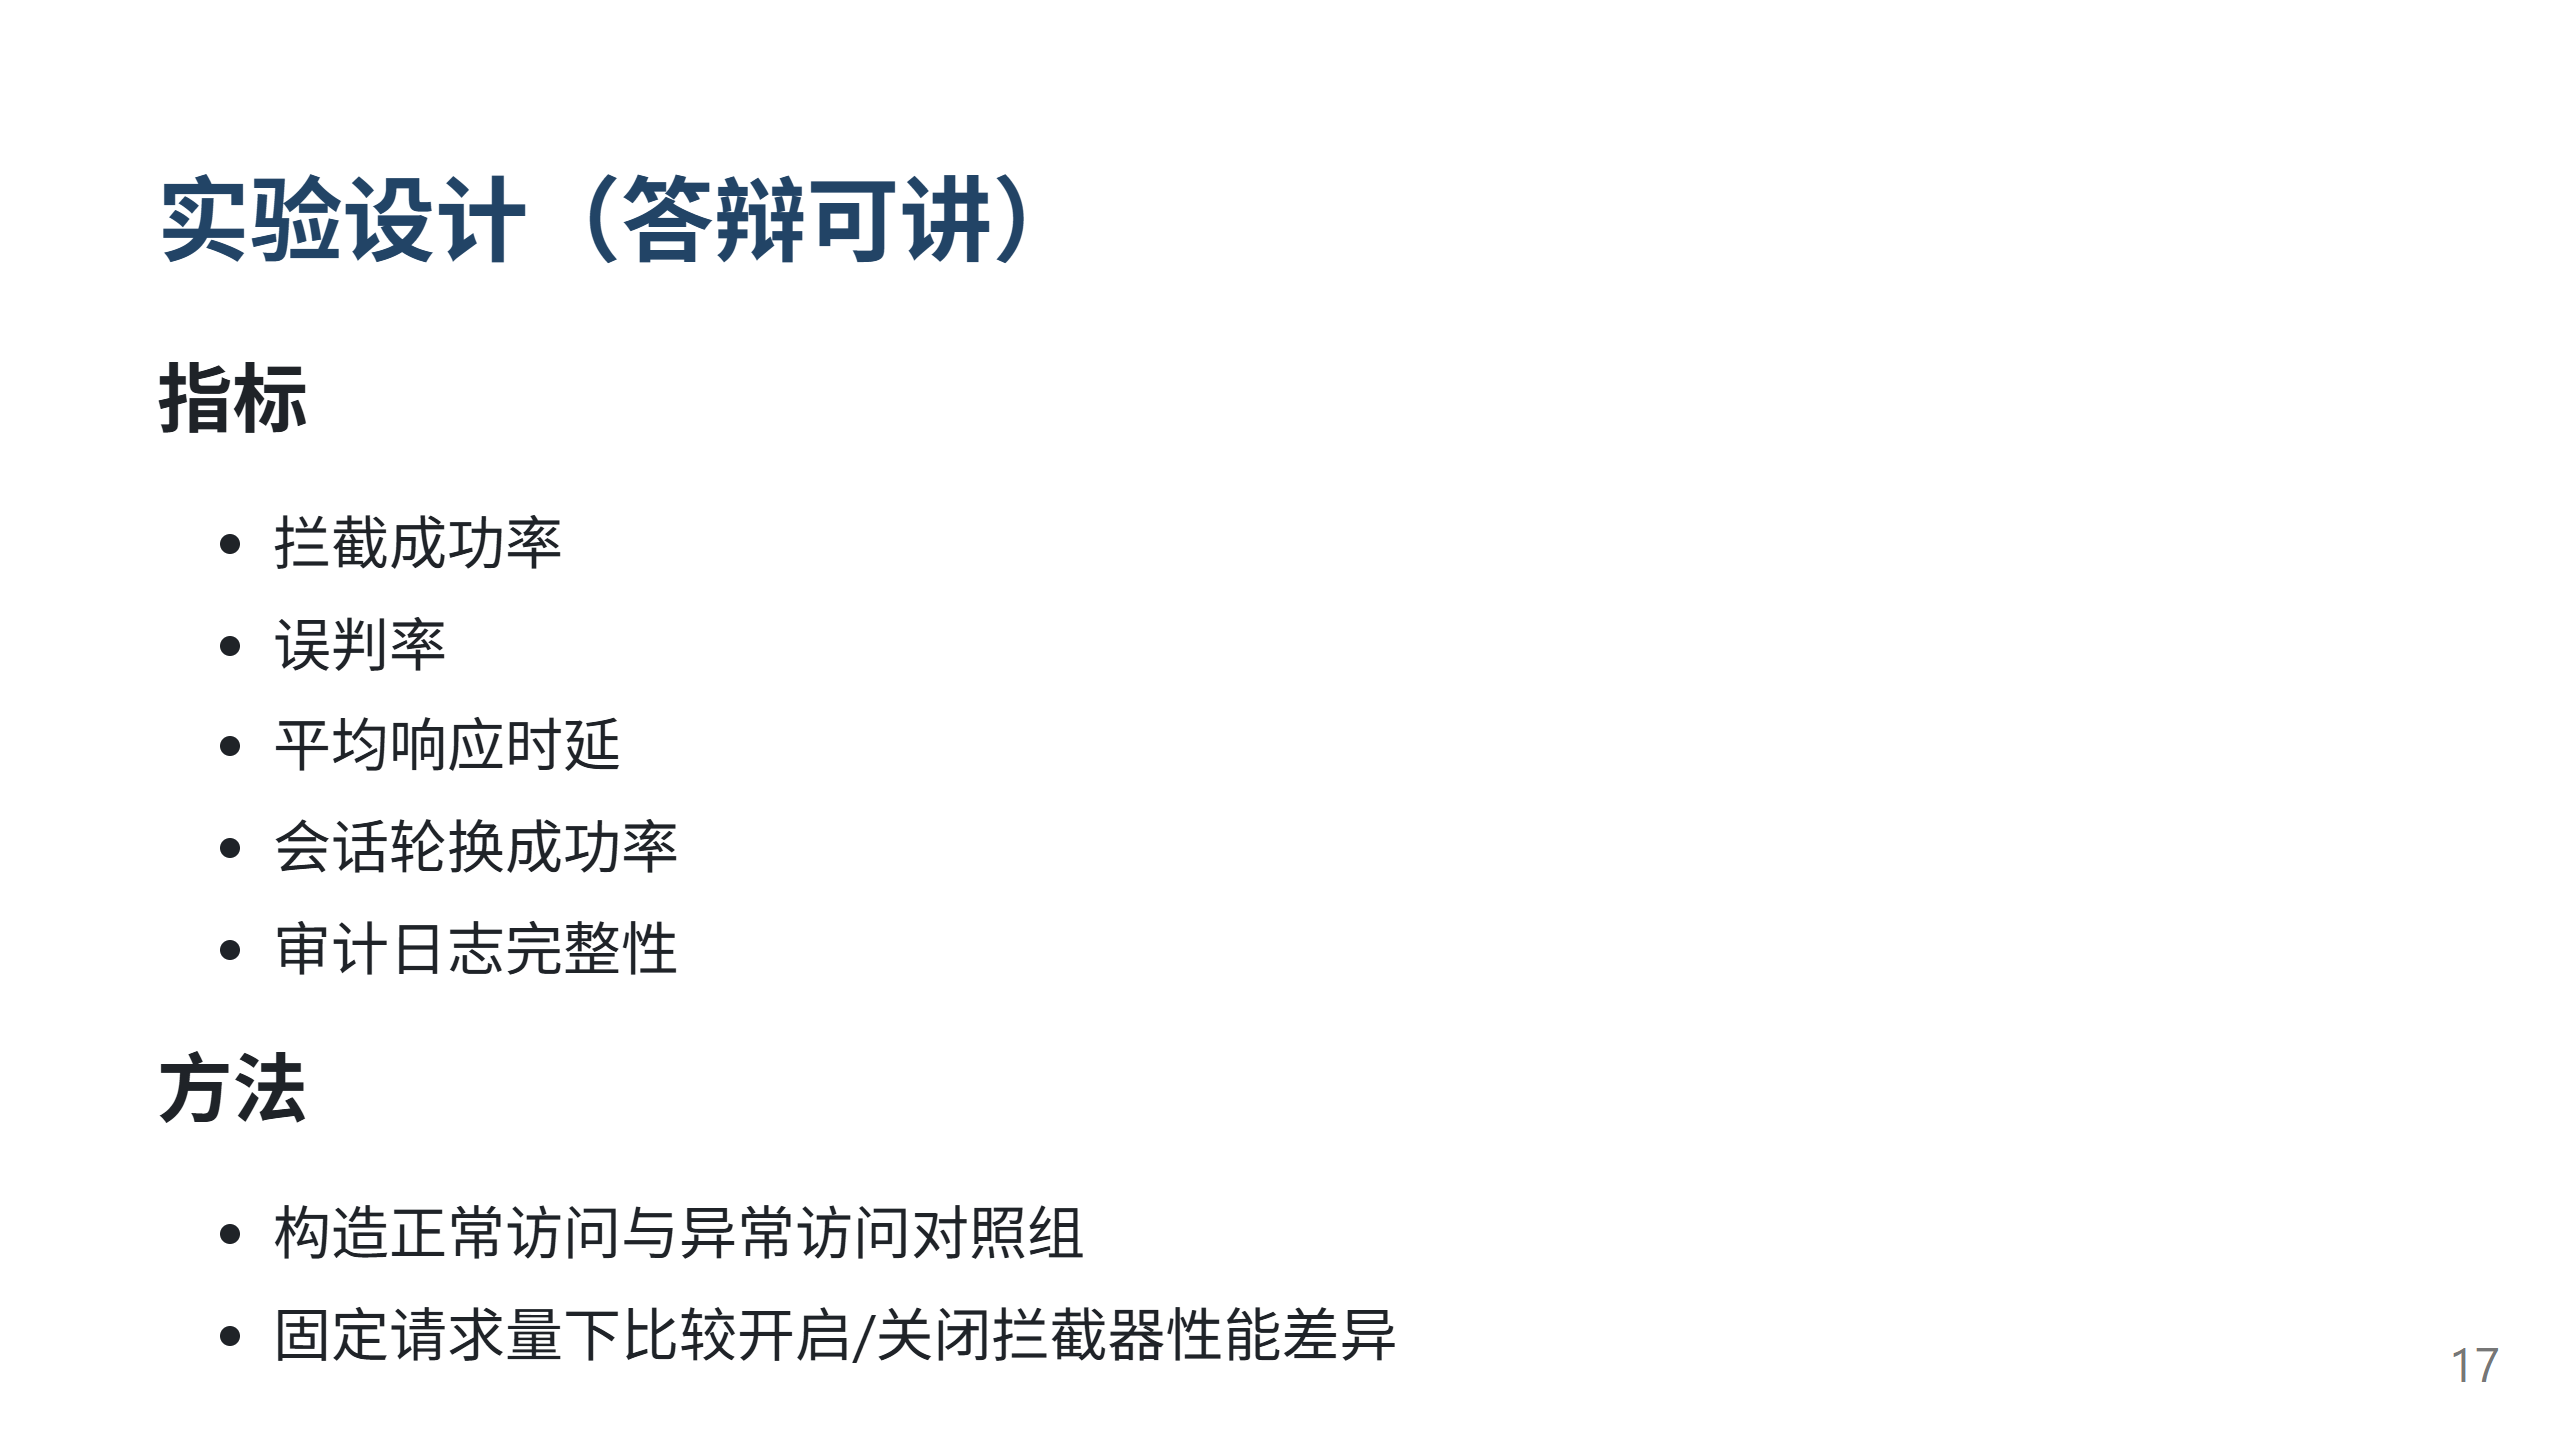 实验设计（答辩可讲）
指标
• 拦截成功率
• 误判率
• 平均响应时延
• 会话轮换成功率
• 审计日志完整性
方法
• 构造正常访问与异常访问对照组
• 固定请求量下比较开启/关闭拦截器性能差异
17